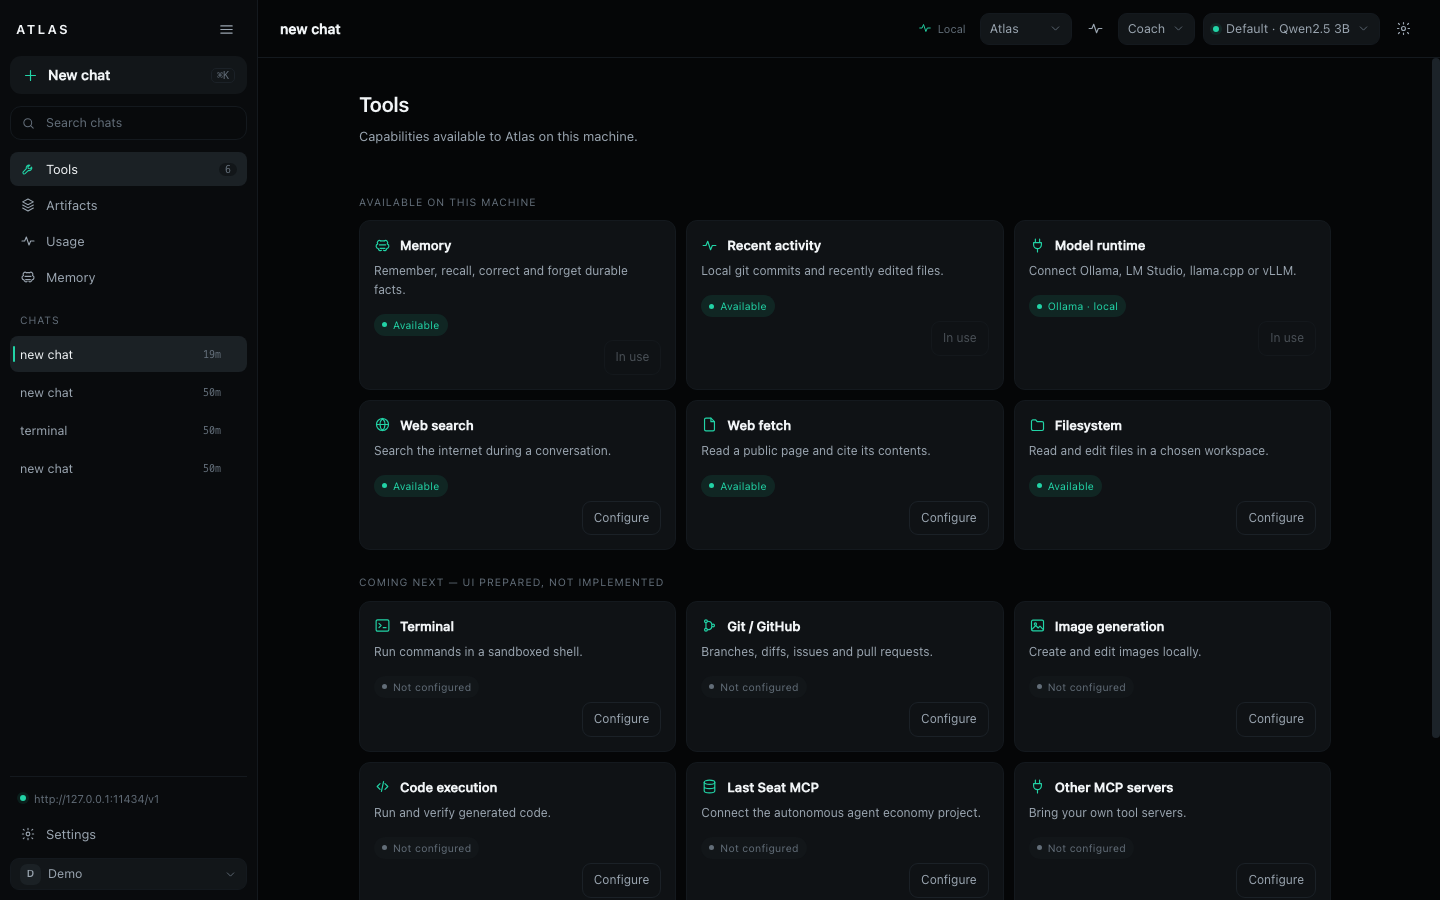 ATLAS
New chat
⌘K
Search chats
Tools
6
Artifacts
Usage
Memory
CHATS
new chat
19m
new chat
50m
terminal
50m
new chat
50m
http://127.0.0.1:11434/v1
Settings
D
Demo
new chat
Local
Atlas
Coach
Default · Qwen2.5 3B
Tools
Capabilities available to Atlas on this machine.
AVAILABLE ON THIS MACHINE
Memory
Remember, recall, correct and forget durable
facts.
Available
In use
Recent activity
Local git commits and recently edited files.
Available
In use
Model runtime
Connect Ollama, LM Studio, llama.cpp or vLLM.
Ollama · local
In use
Web search
Search the internet during a conversation.
Available
Configure
Web fetch
Read a public page and cite its contents.
Available
Configure
Filesystem
Read and edit files in a chosen workspace.
Available
Configure
COMING NEXT — UI PREPARED, NOT IMPLEMENTED
Terminal
Run commands in a sandboxed shell.
Not configured
Configure
Git / GitHub
Branches, diffs, issues and pull requests.
Not configured
Configure
Image generation
Create and edit images locally.
Not configured
Configure
Code execution
Run and verify generated code.
Not configured
Configure
Last Seat MCP
Connect the autonomous agent economy project.
Not configured
Configure
Other MCP servers
Bring your own tool servers.
Not configured
Configure